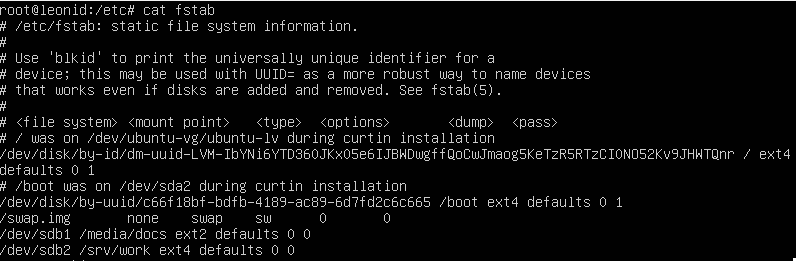 root@leonid:/etc# cat fstab
# /etc/fstab: static file system information.
#
# Use 'blkid' to print the universally unique identifier for a
# device; this may be used with UUID= as a more robust way to name devices
# that works even if disks are added and removed. See fstab(5).
#
# <file system> <mount point>   <type>  <options>       <dump>  <pass>
# / was on /dev/ubuntu-vg/ubuntu-lv during curtin installation
/dev/disk/by-id/dm-uuid-LVM-IbYNi6YTD36OJKxO5e6IJBWDwgffQoCwJmaog5KeTzR5RTzCI0NO52Kv9JHWTQnr / ext4
defaults 0 1
# /boot was on /dev/sda2 during curtin installation
/dev/disk/by-uuid/c66f18bf-bdfb-4189-ac89-6d7fd2c6c665 /boot ext4 defaults 0 1
/swap.img       none    swap    sw      0       0
/dev/sdb1 /media/docs ext2 defaults 0 0
/dev/sdb2 /srv/work ext4 defaults 0 0